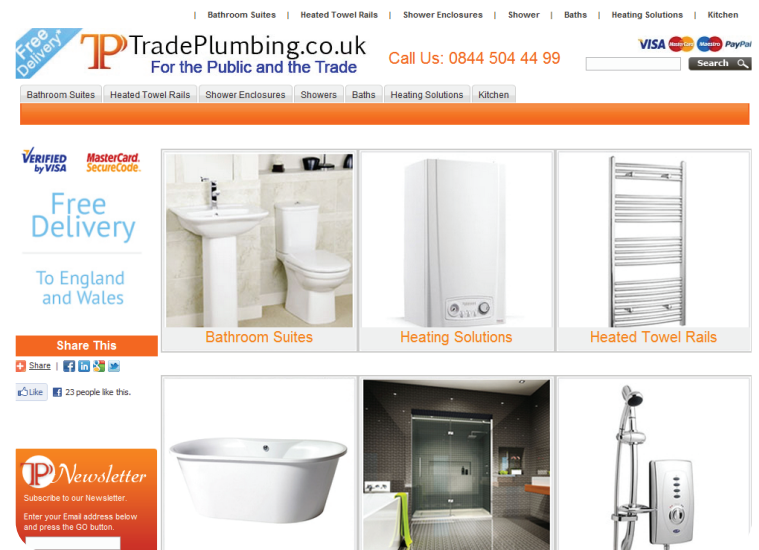 | Bathroom Suites | Heated Towel Rails | Shower Enclosures | Shower | Baths | Heating Solutions | Kitchen
Free Delivery*
TP TradePlumbing.co.uk
For the Public and the Trade
Call Us: 0844 504 44 99
VISA MasterCard Maestro PayPal
Search
Bathroom Suites Heated Towel Rails Shower Enclosures Showers Baths Heating Solutions Kitchen
VERIFIED by VISA
MasterCard. SecureCode.
Free
Delivery
To England
and Wales
Bathroom Suites
Heating Solutions
Heated Towel Rails
Share This
Share |
Like
23 people like this.
TP Newsletter
Subscribe to our Newsletter.
Enter your Email address below
and press the GO button.